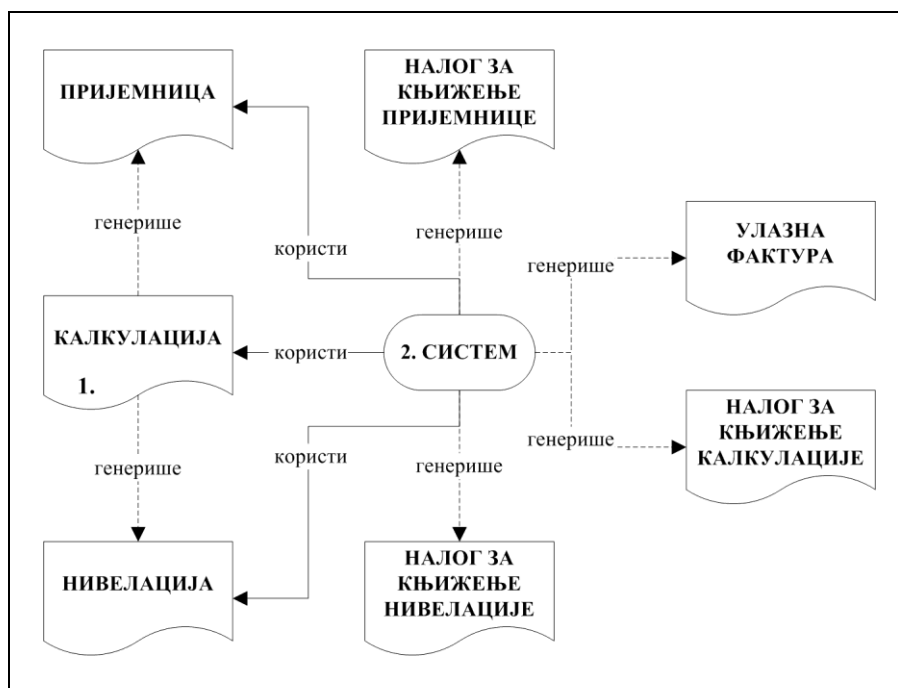 ПРИЈЕМНИЦА
НАЛОГ ЗА
КЊИЖЕЊЕ
ПРИЈЕМНИЦЕ
генерише
користи
генерише
УЛАЗНА
ФАКТУРА
генерише
КАЛКУЛАЦИЈА
1.
користи
2. СИСТЕМ
НАЛОГ ЗА
КЊИЖЕЊЕ
КАЛКУЛАЦИЈЕ
генерише
генерише
користи
генерише
НИВЕЛАЦИЈА
НАЛОГ ЗА
КЊИЖЕЊЕ
НИВЕЛАЦИЈЕ